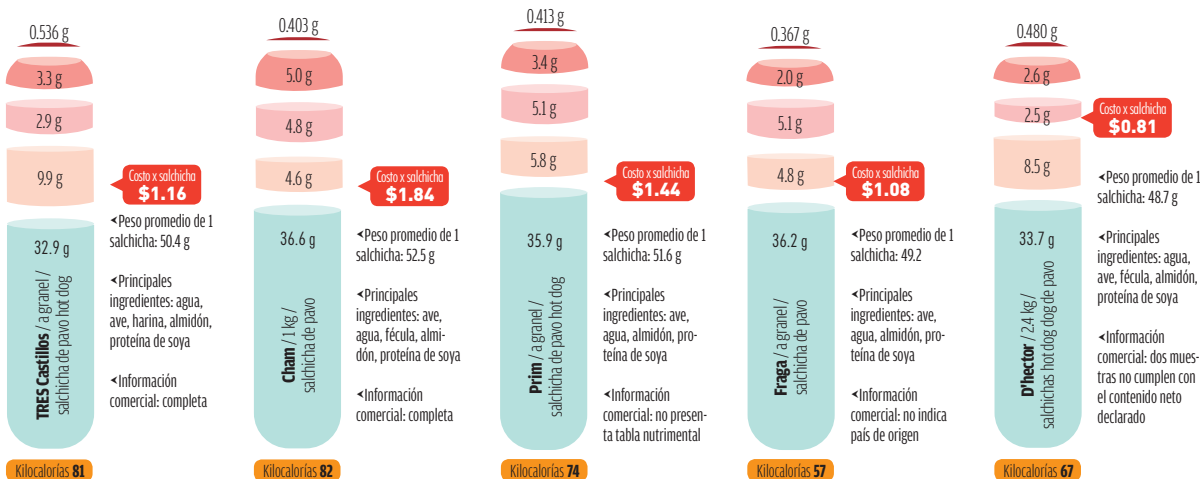 0.536 g
3.3 g
2.9 g
9.9 g
Costo x salchicha
$1.16
32.9 g
TRES Castillos / a granel /
salchicha de pavo hot dog
◄Peso promedio de 1
salchicha: 50.4 g
◄Principales
ingredientes: agua,
ave, harina, almidón,
proteína de soya
◄Información
comercial: completa
Kilocalorías 81
0.403 g
5.0 g
4.8 g
4.6 g
Costo x salchicha
$1.84
36.6 g
Cham / 1 kg /
salchicha de pavo
◄Peso promedio de 1
salchicha: 52.5 g
◄Principales
ingredientes: ave,
agua, fécula, almi-
dón, proteína de soya
◄Información
comercial: completa
Kilocalorías 82
0.413 g
3.4 g
5.1 g
5.8 g
Costo x salchicha
$1.44
35.9 g
Prim / a granel /
salchicha de pavo hot dog
◄Peso promedio de 1
salchicha: 51.6 g
◄Principales
ingredientes: ave,
agua, almidón, pro-
teína de soya
◄Información
comercial: no presen-
ta tabla nutrimental
Kilocalorías 74
0.367 g
2.0 g
5.1 g
4.8 g
Costo x salchicha
$1.08
36.2 g
Fraga / a granel /
salchicha de pavo
◄Peso promedio de 1
salchicha: 49.2
◄Principales
ingredientes: ave,
agua, almidón, pro-
teína de soya
◄Información
comercial: no indica
país de origen
Kilocalorías 57
0.480 g
2.6 g
2.5 g
Costo x salchicha
$0.81
8.5 g
33.7 g
D'hector / 2.4 kg /
salchichas hot dog dog de pavo
◄Peso promedio de 1
salchicha: 48.7 g
◄Principales
ingredientes: agua,
ave, fécula, almidón,
proteína de soya
◄Información
comercial: dos mues-
tras no cumplen con
el contenido neto
declarado
Kilocalorías 67